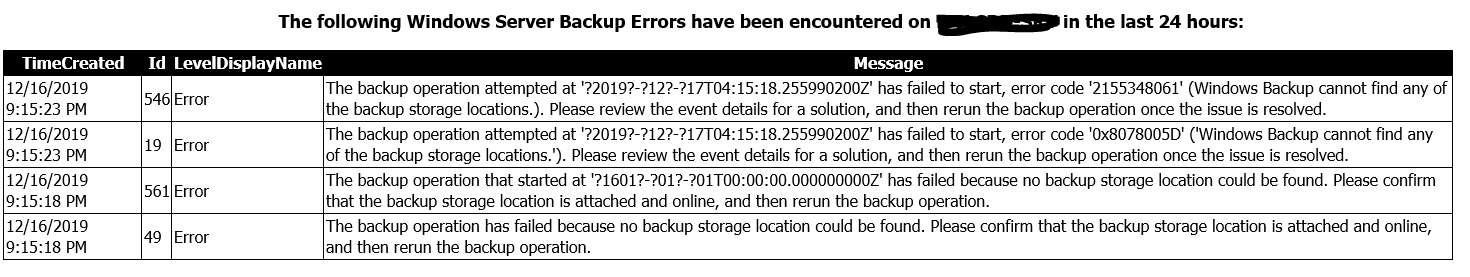 The following Windows Server Backup Errors have been encountered on in the last 24 hours:
TimeCreated Id LevelDisplayName Message
12/16/2019
9:15:23 PM
546 Error
The backup operation attempted at '?2019?-?12?-?17T04:15:18.255990200Z' has failed to start, error code '2155348061' (Windows Backup cannot find any of
the backup storage locations.). Please review the event details for a solution, and then rerun the backup operation once the issue is resolved.
12/16/2019
9:15:23 PM
19 Error
The backup operation attempted at '?2019?-?12?-?17T04:15:18.255990200Z' has failed to start, error code '0x8078005D' ('Windows Backup cannot find any
of the backup storage locations.'). Please review the event details for a solution, and then rerun the backup operation once the issue is resolved.
12/16/2019
9:15:18 PM
561 Error
The backup operation that started at '?1601?-?01?-?01T00:00:00.000000000Z' has failed because no backup storage location could be found. Please confirm
that the backup storage location is attached and online, and then rerun the backup operation.
12/16/2019
9:15:18 PM
49 Error
The backup operation has failed because no backup storage location could be found. Please confirm that the backup storage location is attached and online,
and then rerun the backup operation.